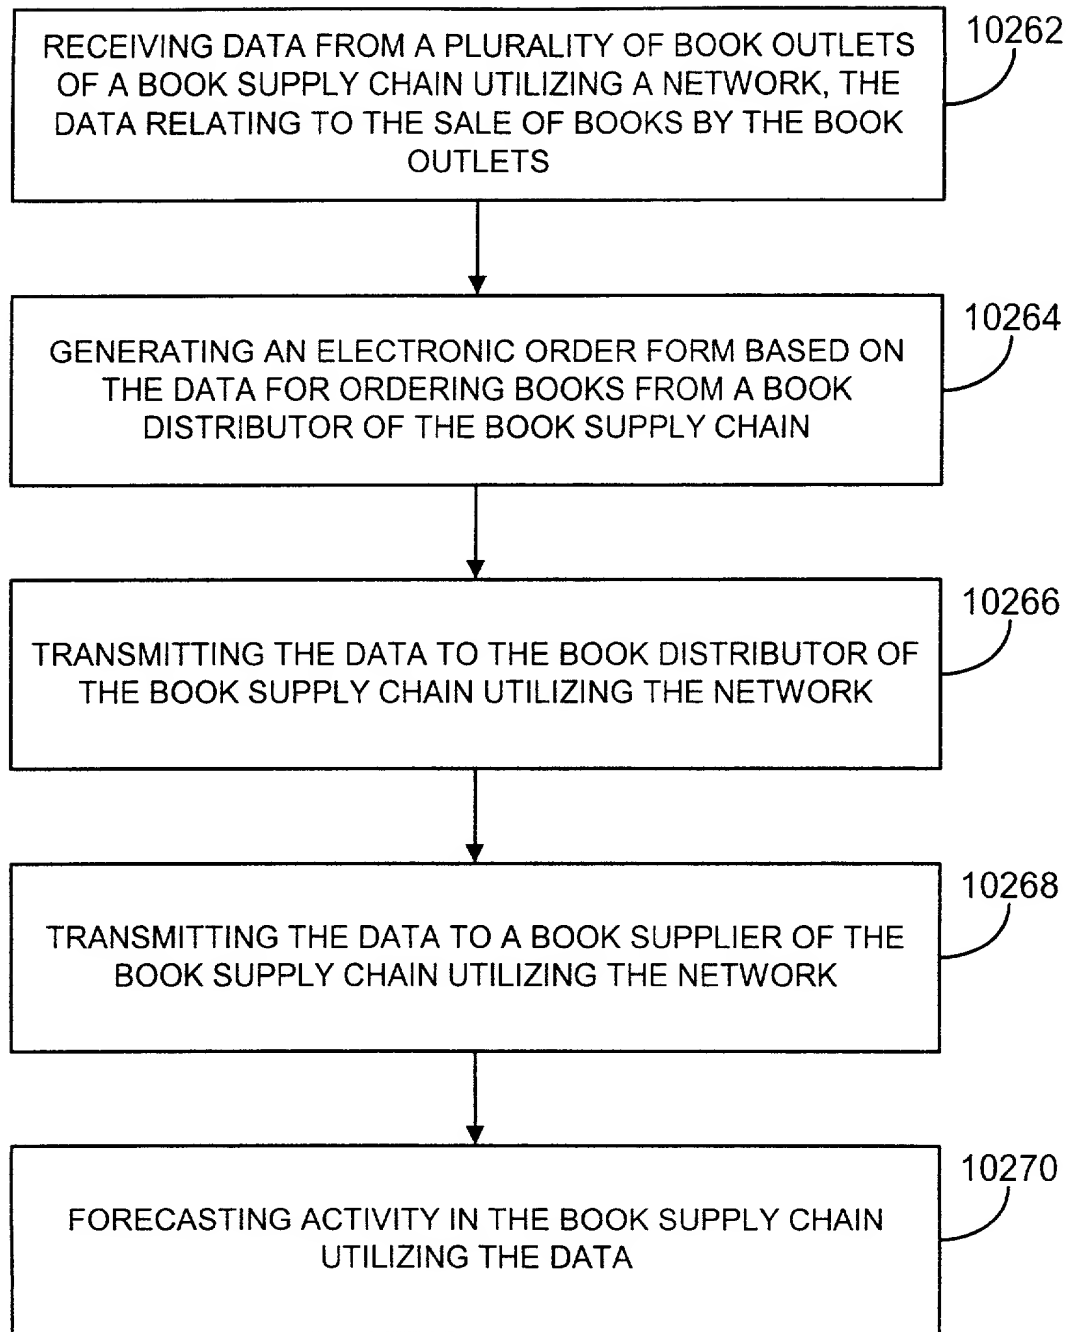 RECEIVING DATA FROM A PLURALITY OF BOOK OUTLETS
OF A BOOK SUPPLY CHAIN UTILIZING A NETWORK, THE
DATA RELATING TO THE SALE OF BOOKS BY THE BOOK
OUTLETS
10262
GENERATING AN ELECTRONIC ORDER FORM BASED ON
THE DATA FOR ORDERING BOOKS FROM A BOOK
DISTRIBUTOR OF THE BOOK SUPPLY CHAIN
10264
TRANSMITTING THE DATA TO THE BOOK DISTRIBUTOR OF
THE BOOK SUPPLY CHAIN UTILIZING THE NETWORK
10266
TRANSMITTING THE DATA TO A BOOK SUPPLIER OF THE
BOOK SUPPLY CHAIN UTILIZING THE NETWORK
10268
FORECASTING ACTIVITY IN THE BOOK SUPPLY CHAIN
UTILIZING THE DATA
10270